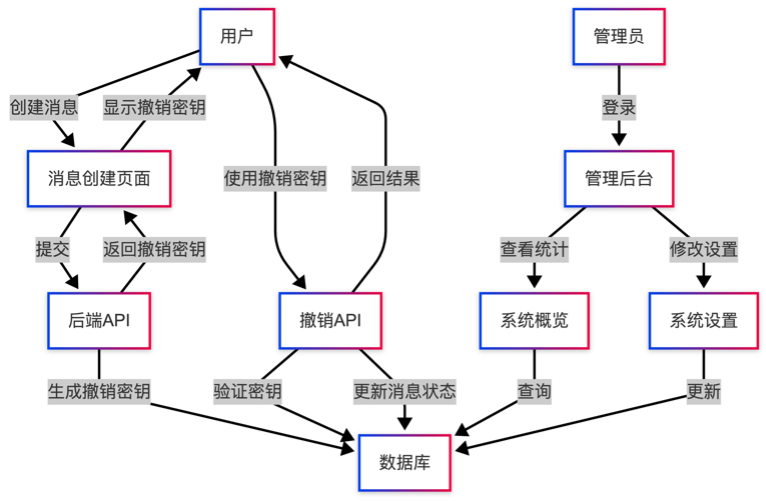 用户
管理员
创建消息
显示撤销密钥
登录
消息创建页面
使用撤销密钥
返回结果
管理后台
提交
返回撤销密钥
查看统计
修改设置
后端API
撤销API
系统概览
系统设置
生成撤销密钥
验证密钥
更新消息状态
查询
更新
数据库